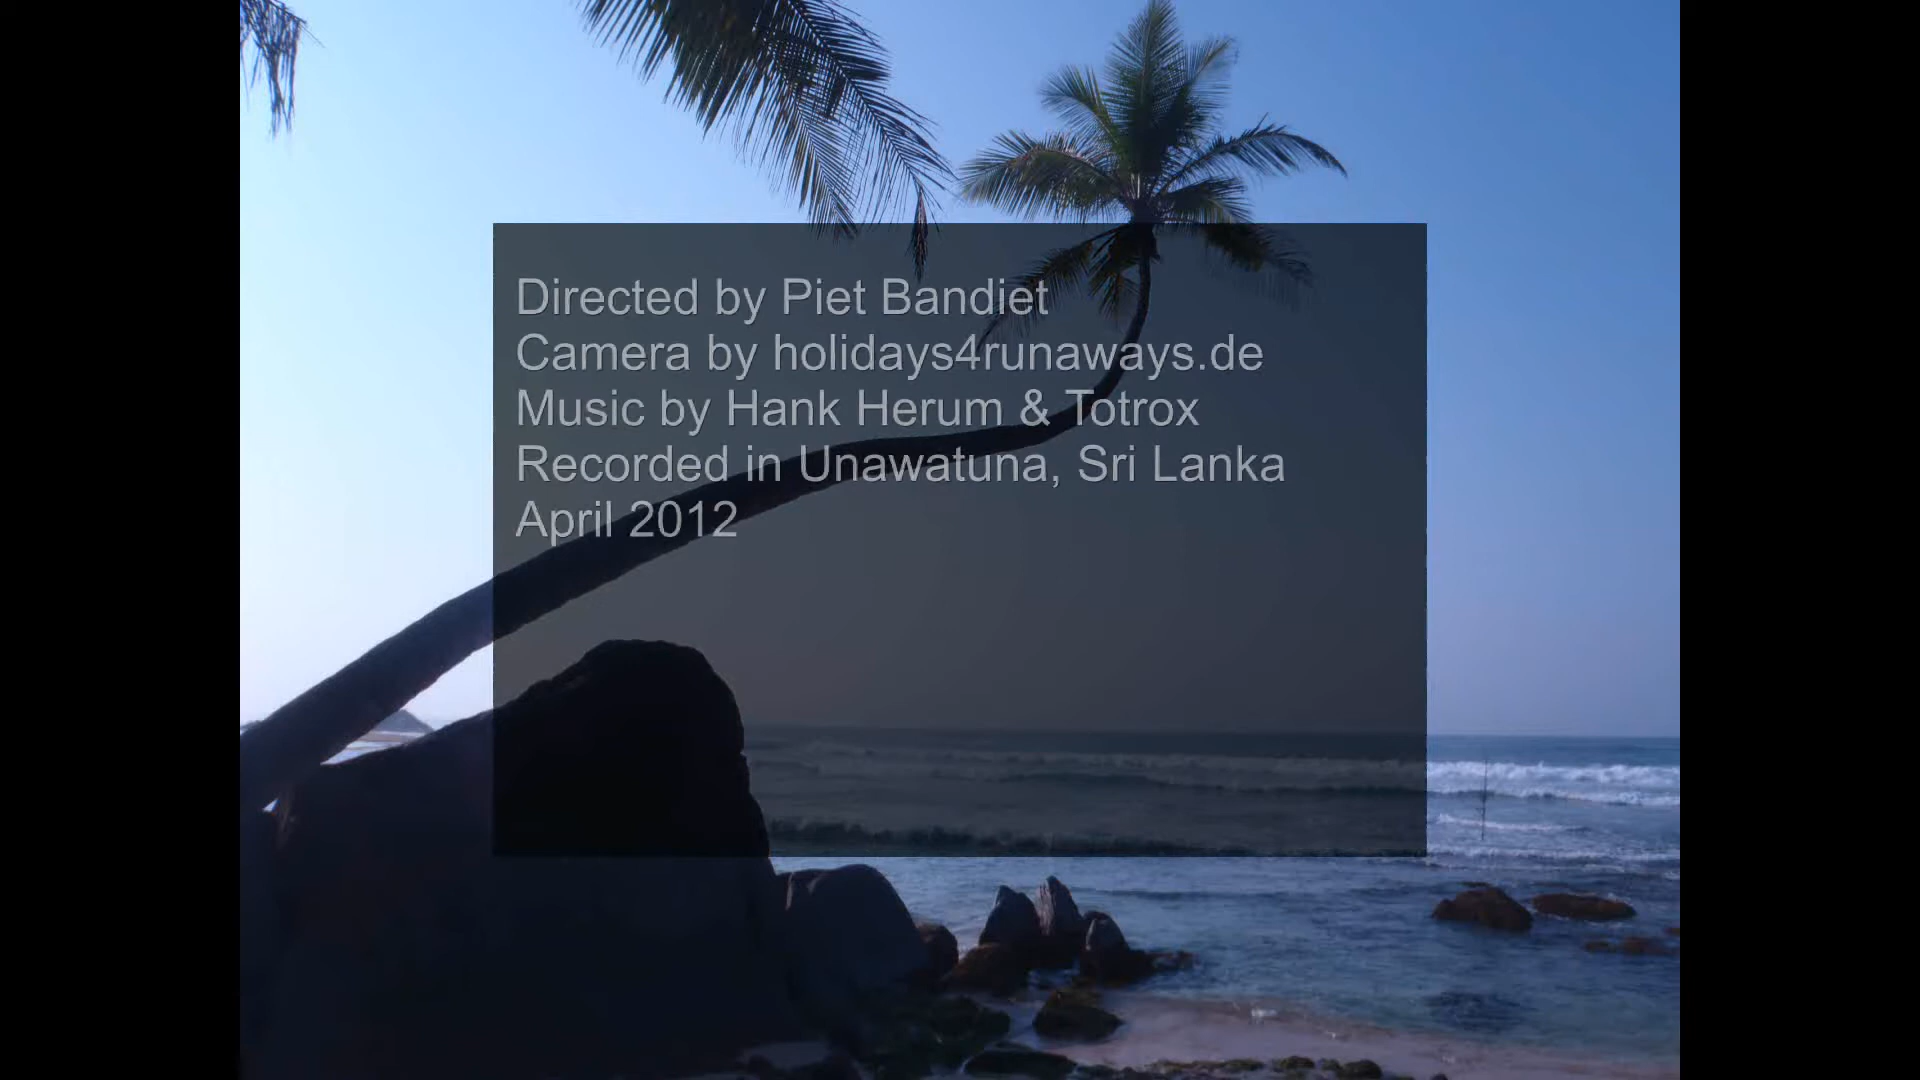 Directed by Piet Bandiet
Camera by holidays4runaways.de
Music by Hank Herum & Totrox
Recorded in Unawatuna, Sri Lanka
April 2012